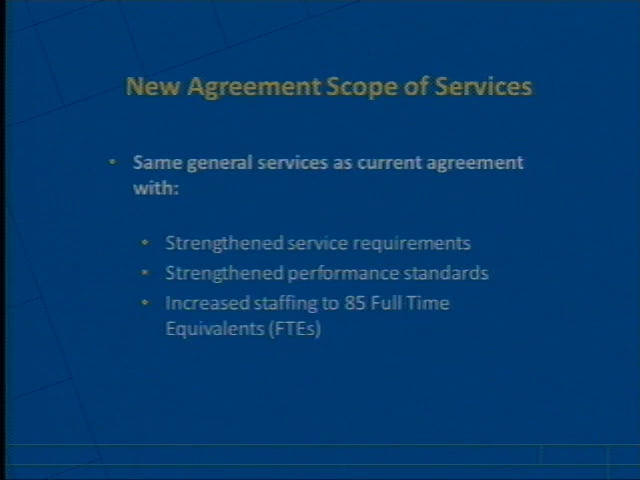 New Agreement Scope of Services
• Same general services as current agreement
with:
• Strengthened service requirements
• Strengthened performance standards
• Increased staffing to 85 Full Time
Equivalents (FTEs)